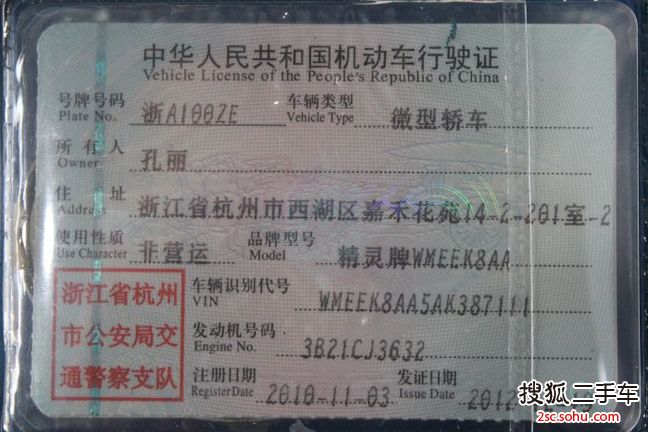 中华人民共和国机动车行驶证
Vehicle License of the People's Republic of China
号牌号码 浙A100ZE 车辆类型 微型轿车
Plate No. Vehicle Type
所有人 孔丽
Owner
住址 浙江省杭州市西湖区嘉禾花苑14-2-201室-2
Address
使用性质 非营运 品牌型号 精灵牌WMEEK8AA
Use Character Model
浙江省杭州
市公安局交
通警察支队
车辆识别代号 WMEEK8AA5AK387111
VIN
发动机号码 3B21CJ3632
Engine No.
注册日期 2010-11-03 发证日期 2012
Register Date Issue Date
搜狐二手车
2sc.sohu.com